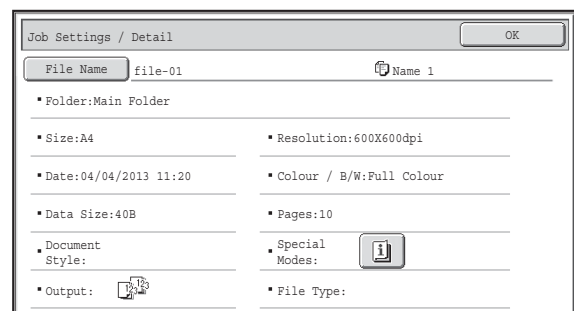 Job Settings / Detail
OK
File Name
file-01
Name 1
Folder:Main Folder
Size:A4
Resolution:600X600dpi
Date:04/04/2013 11:20
Colour / B/W:Full Colour
Data Size:40B
Pages:10
Document
Style:
Special
Modes:
Output:
123
123
File Type: